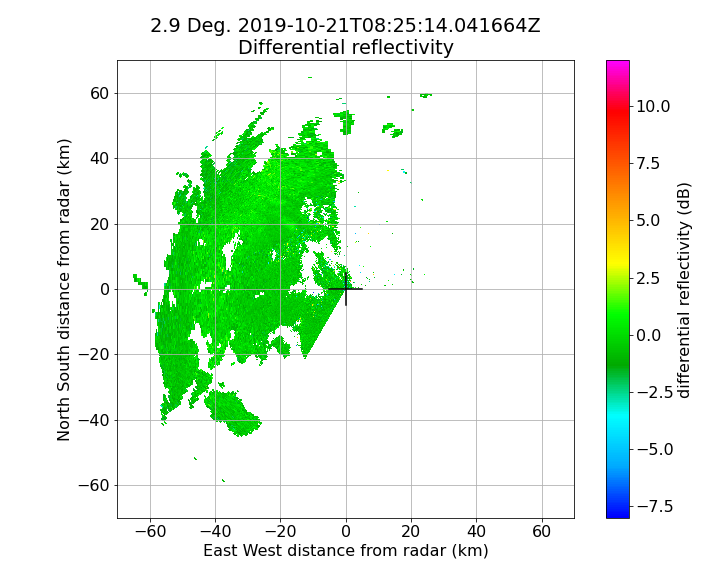 2.9 Deg. 2019-10-21T08:25:14.041664Z
Differential reflectivity
North South distance from radar (km)
60
40
20
0
−20
−40
−60
−60 −40 −20 0 20 40 60
East West distance from radar (km)
10.0
7.5
5.0
2.5
0.0
−2.5
−5.0
−7.5
differential reflectivity (dB)